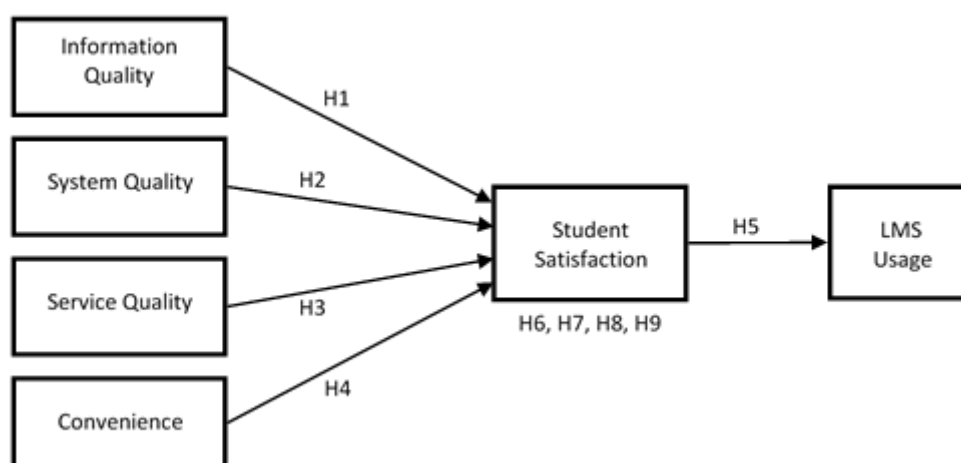 Information
Quality
H1
System Quality
H2
Student
Satisfaction
H5
LMS
Usage
Service Quality
H3
H6, H7, H8, H9
H4
Convenience